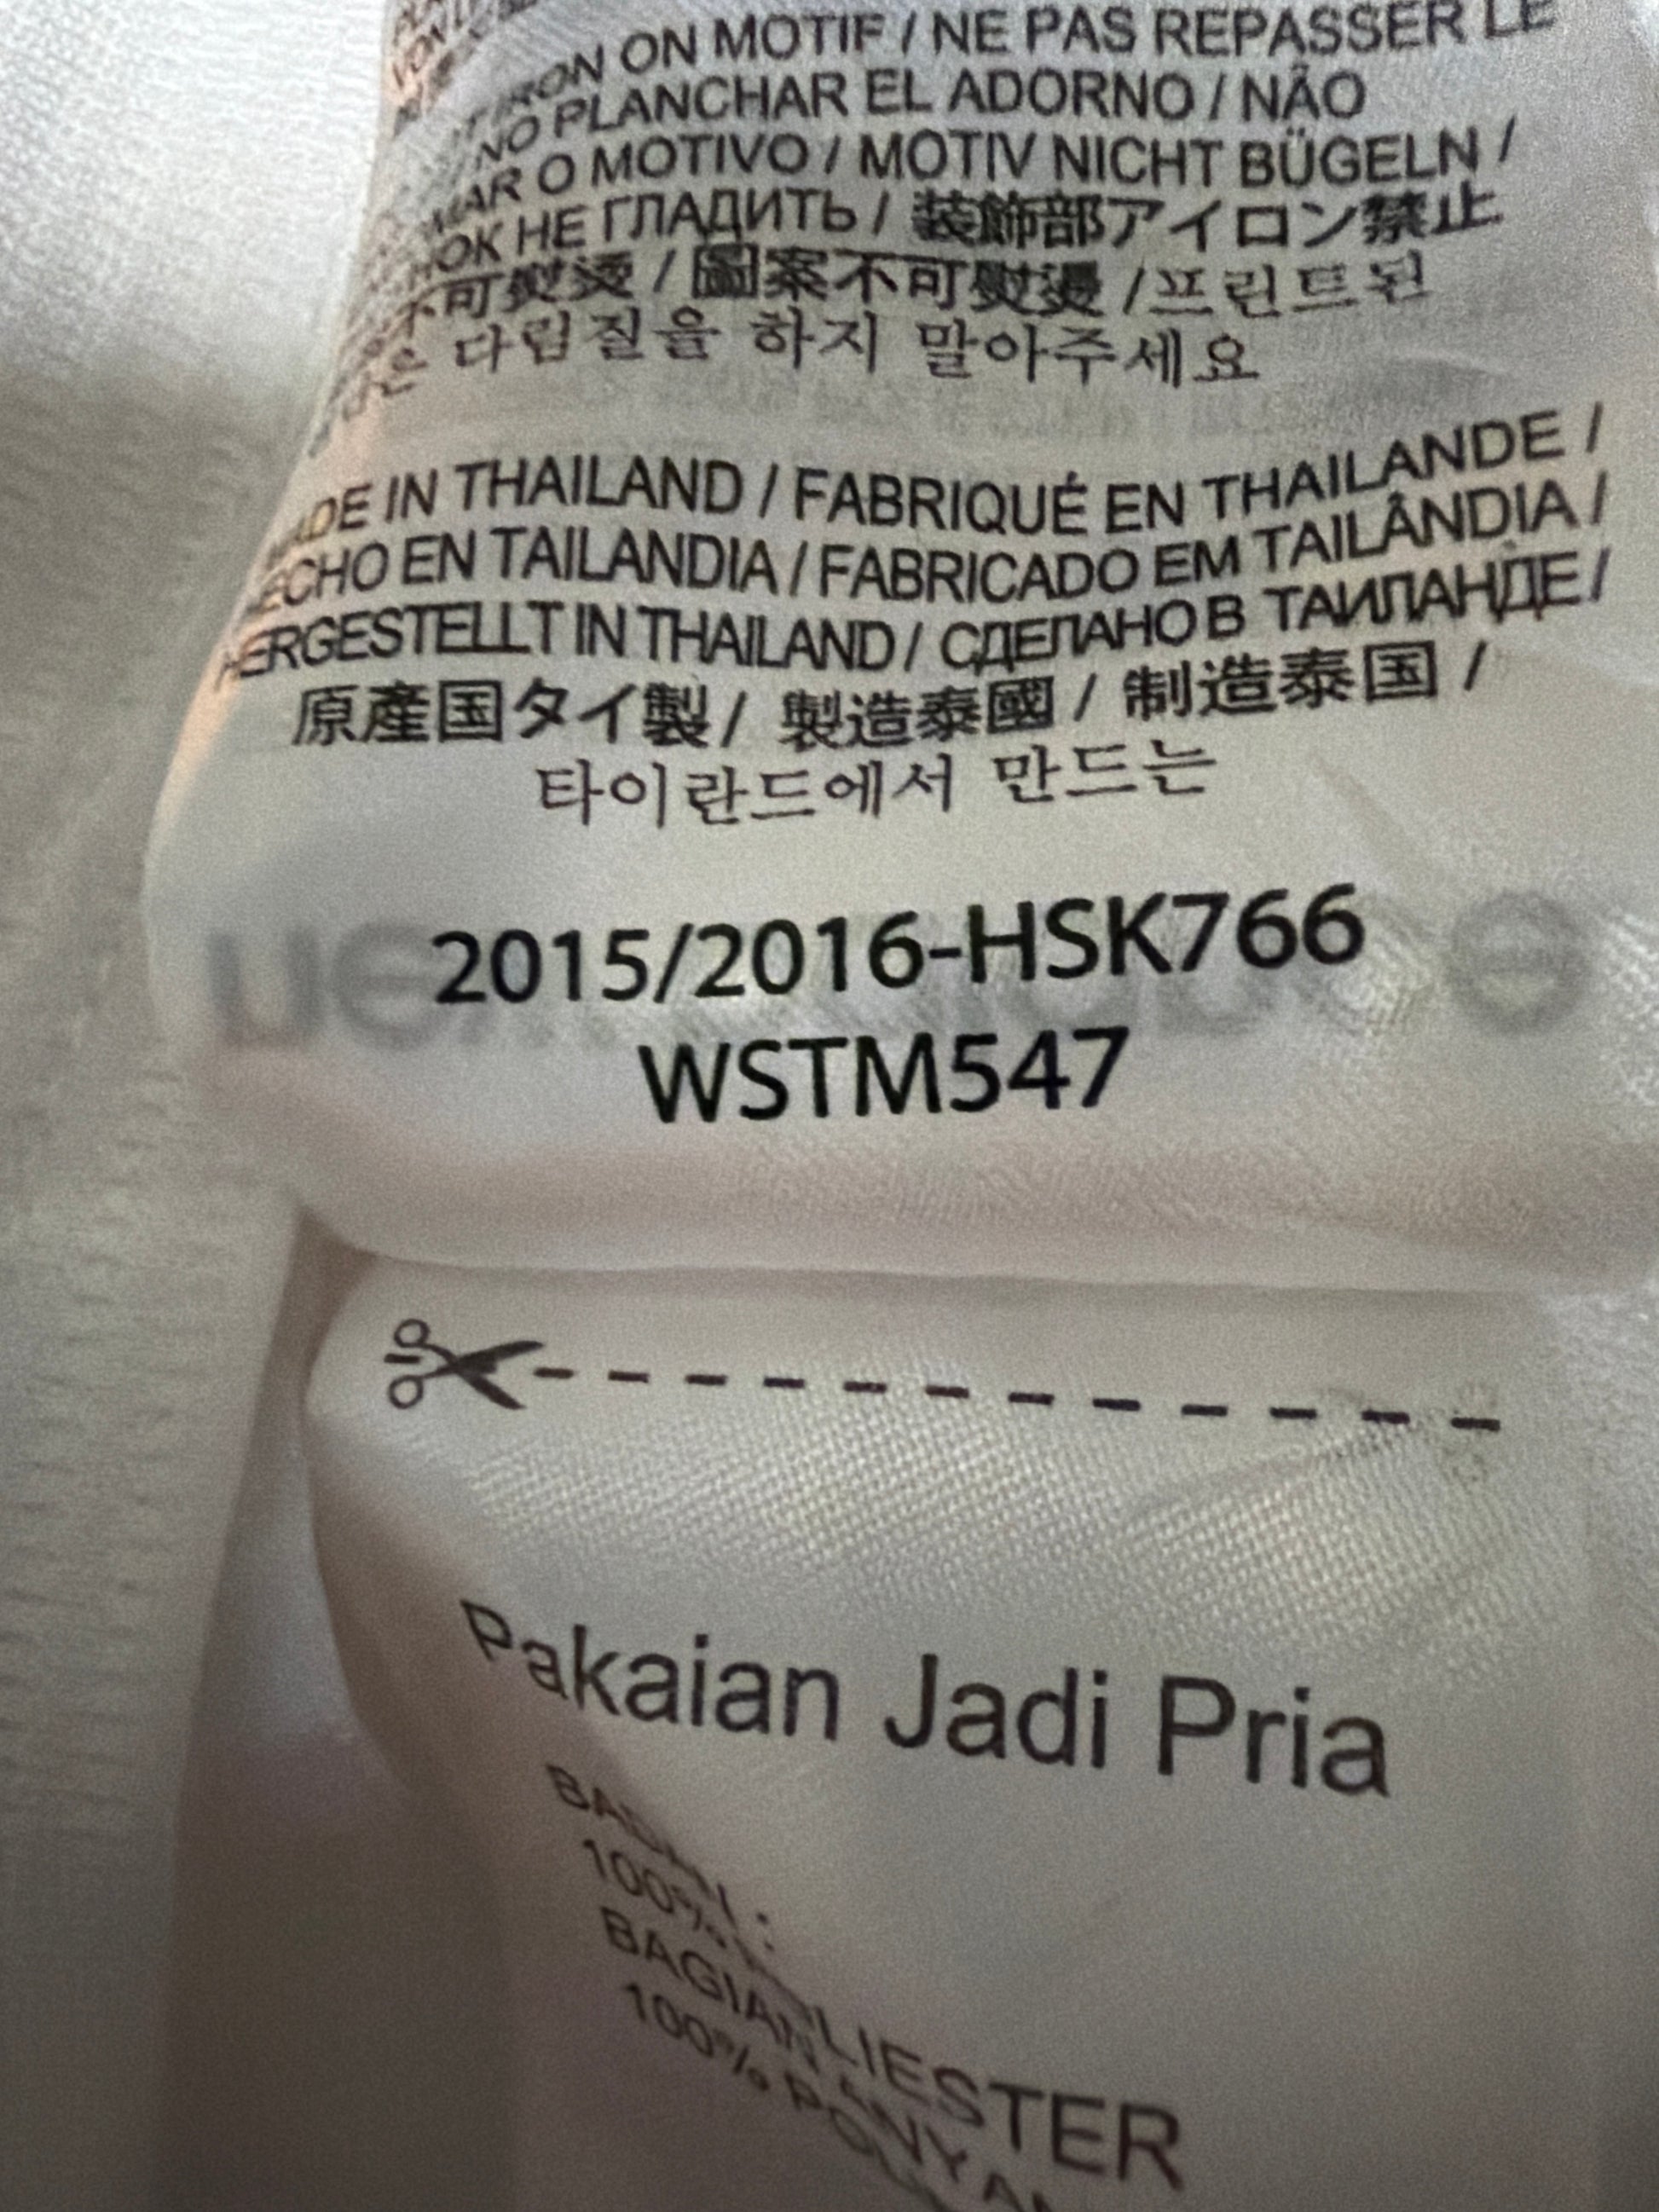 IRON ON MOTIF / NE PAS REPASSER LE
NO PLANCHAR EL ADORNO / NÃO
O MOTIVO / MOTIV NICHT BÜGELN /
НЕ ГЛАДИТЬ / 装飾部アイロン禁止
不可熨烫 / 圖案不可熨燙 /프린트된
다림질을 하지 말아주세요
MADE IN THAILAND / FABRIQUÉ EN THAILANDE /
HECHO EN TAILANDIA / FABRICADO EM TAILÂNDIA /
HERGESTELLT IN THAILAND / СДЕЛАНО В ТАИЛАНДЕ /
原產国タイ製 / 製造泰國 / 制造泰国 /
타이란드에서 만드는
2015/2016-HSK766
WSTM547
Pakaian Jadi Pria
100%
BAGIAN
LIESTER
100%